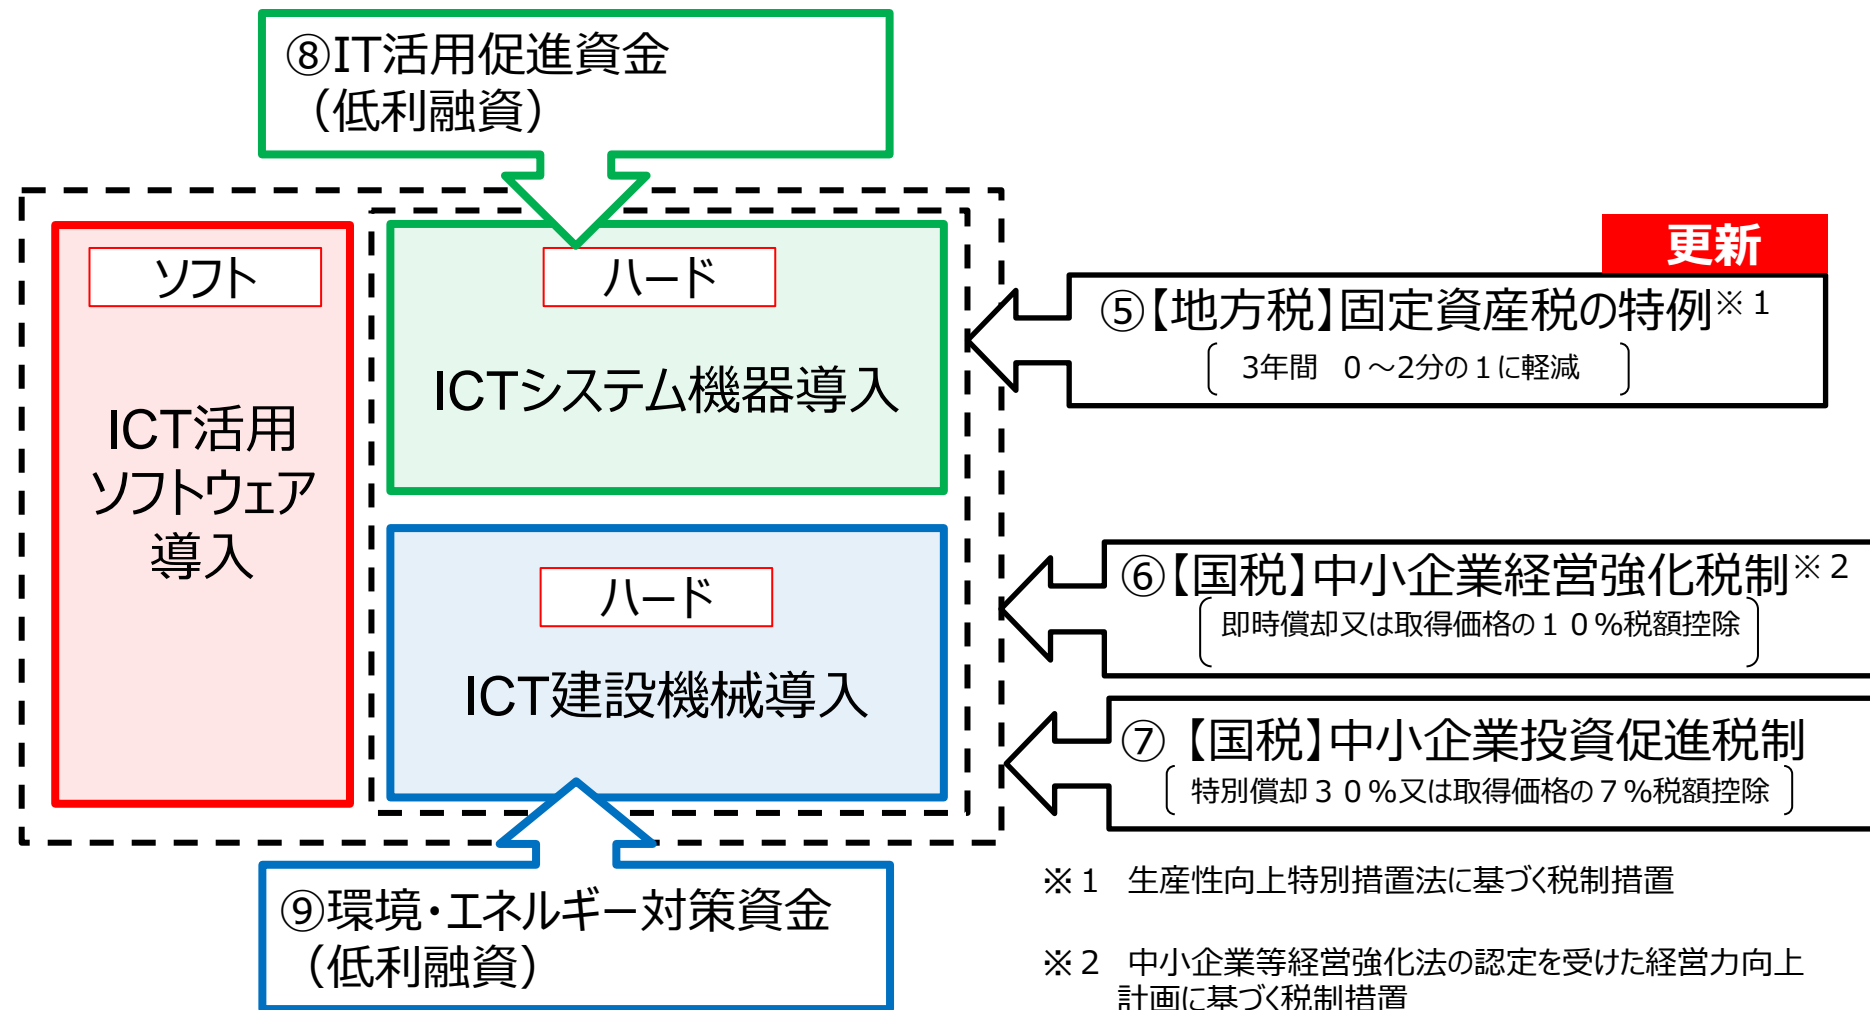 ⑧IT活用促進資金
（低利融資）
ソフト
ICT活用
ソフトウェア
導入
ハード
ICTシステム機器導入
ハード
ICT建設機械導入
更新
⑤【地方税】固定資産税の特例※１
3年間　０～2分の１に軽減
⑥【国税】中小企業経営強化税制※２
即時償却又は取得価格の１０％税額控除
⑦【国税】中小企業投資促進税制
特別償却３０％又は取得価格の７％税額控除
⑨環境・エネルギー対策資金
（低利融資）
※１　生産性向上特別措置法に基づく税制措置
※２　中小企業等経営強化法の認定を受けた経営力向上
計画に基づく税制措置